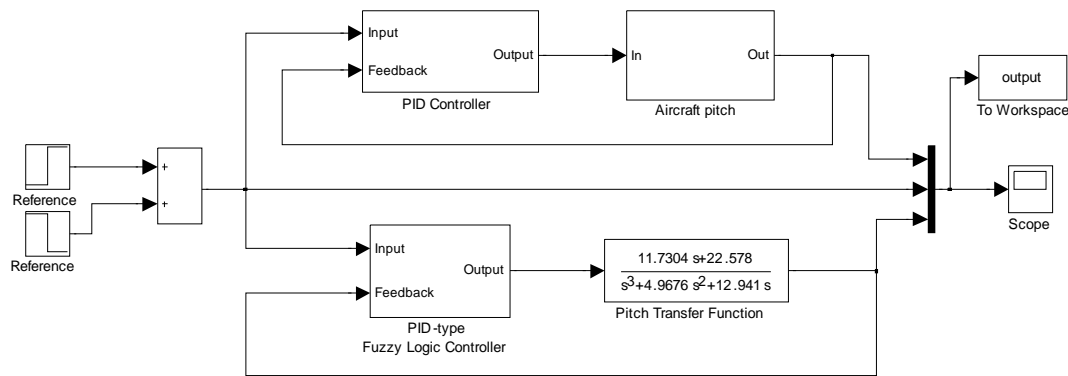 Input
Feedback
Output
PID Controller
In
Out
Aircraft pitch
output
To Workspace
+
+
Reference
Reference
Scope
Input
Feedback
Output
PID-type
Fuzzy Logic Controller
11.7304 s+22.578
s3+4.9676 s2+12.941 s
Pitch Transfer Function